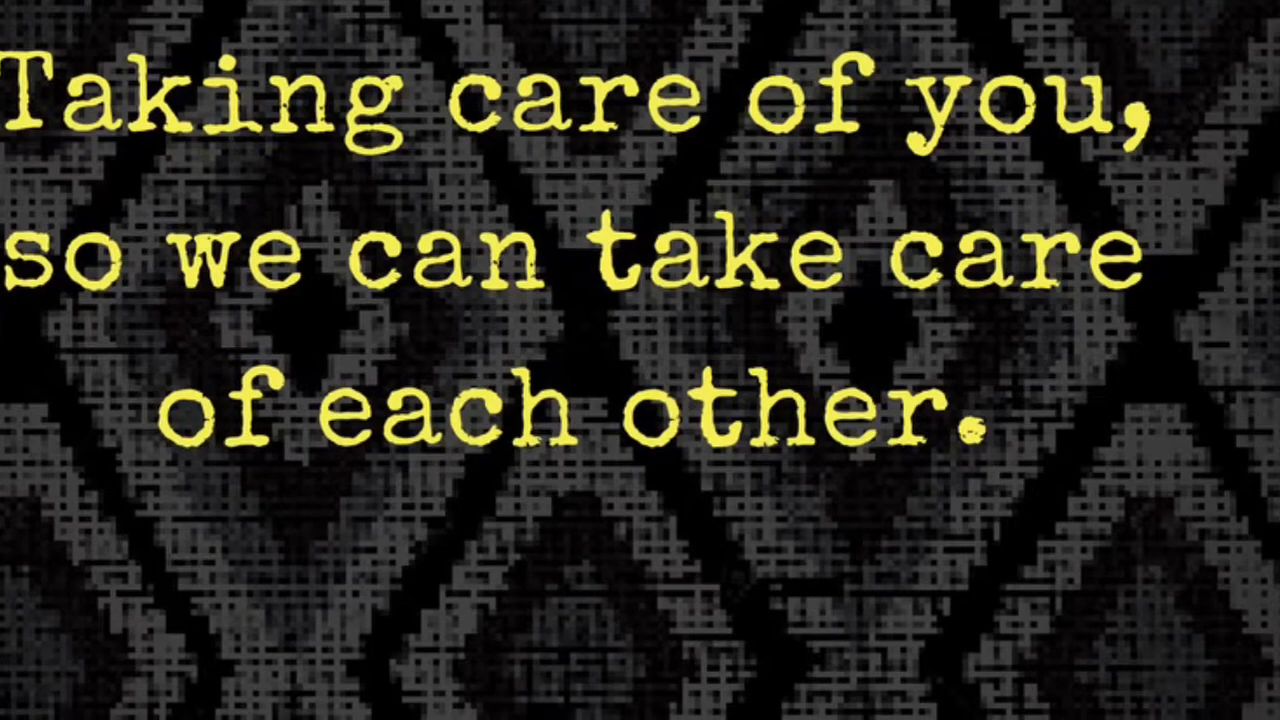 Taking care of you,
so we can take care
of each other.